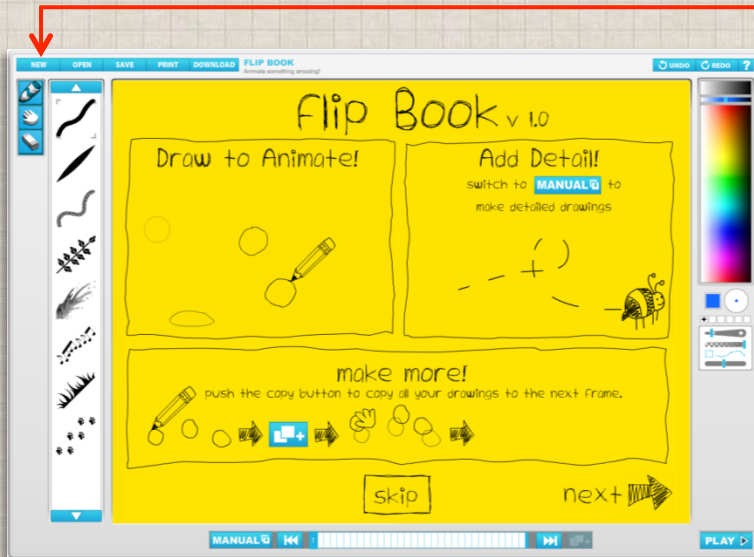 NEW OPEN SAVE PRINT DOWNLOAD FLIP BOOK UNDO REDO ?
Animate something amazing!
Flip Book v 1.0
Draw to Animate!
Add Detail!
switch to MANUAL to
make detailed drawings
make more!
push the copy button to copy all your drawings to the next frame.
skip
next
MANUAL 1
PLAY